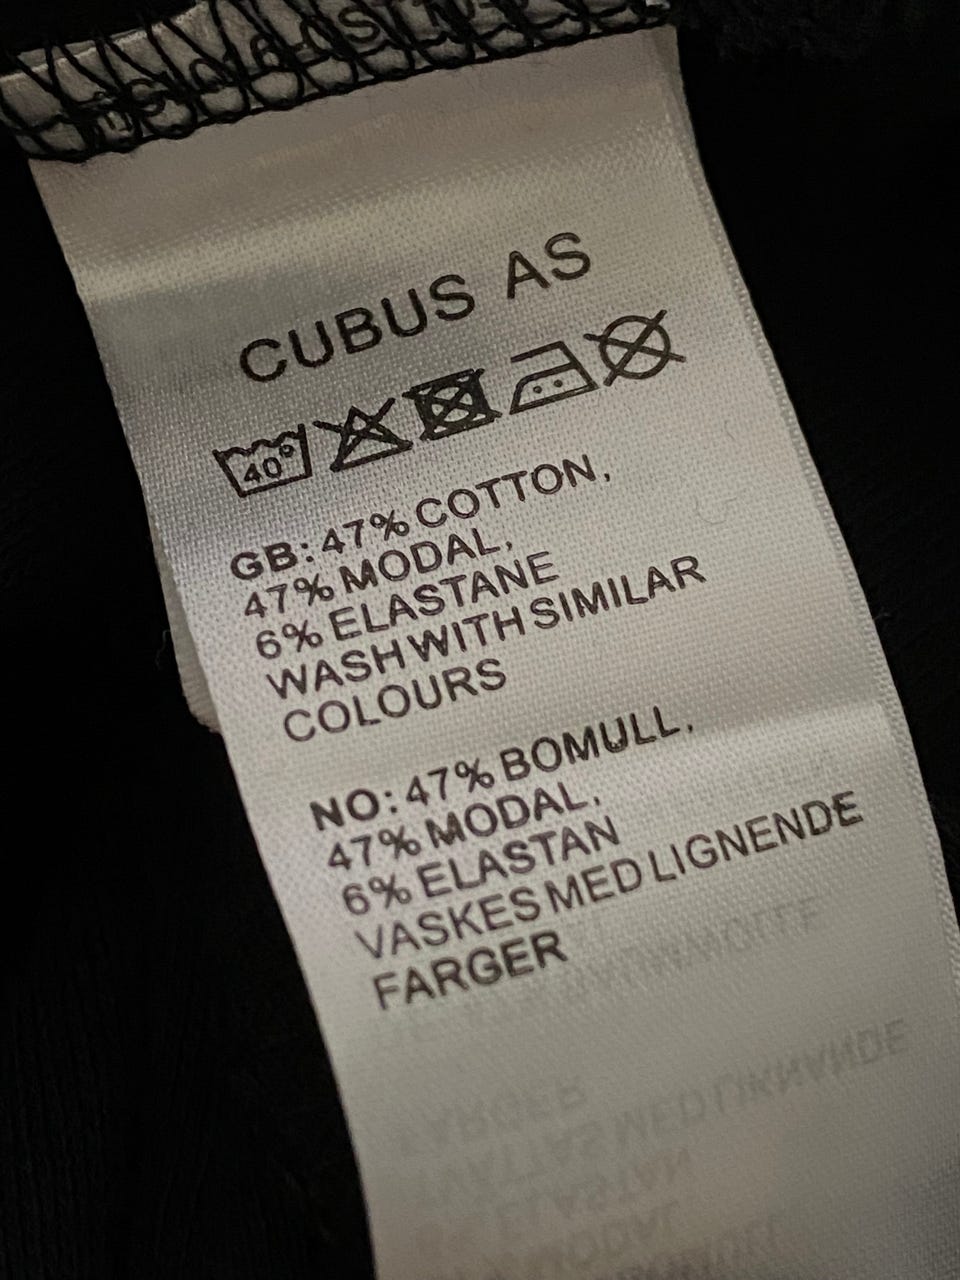 CUBUS AS
40°
GB: 47% COTTON,
47% MODAL,
6% ELASTANE
WASH WITH SIMILAR
COLOURS
NO: 47% BOMULL,
47% MODAL,
6% ELASTAN
VASKES MED LIGNENDE
FARGER